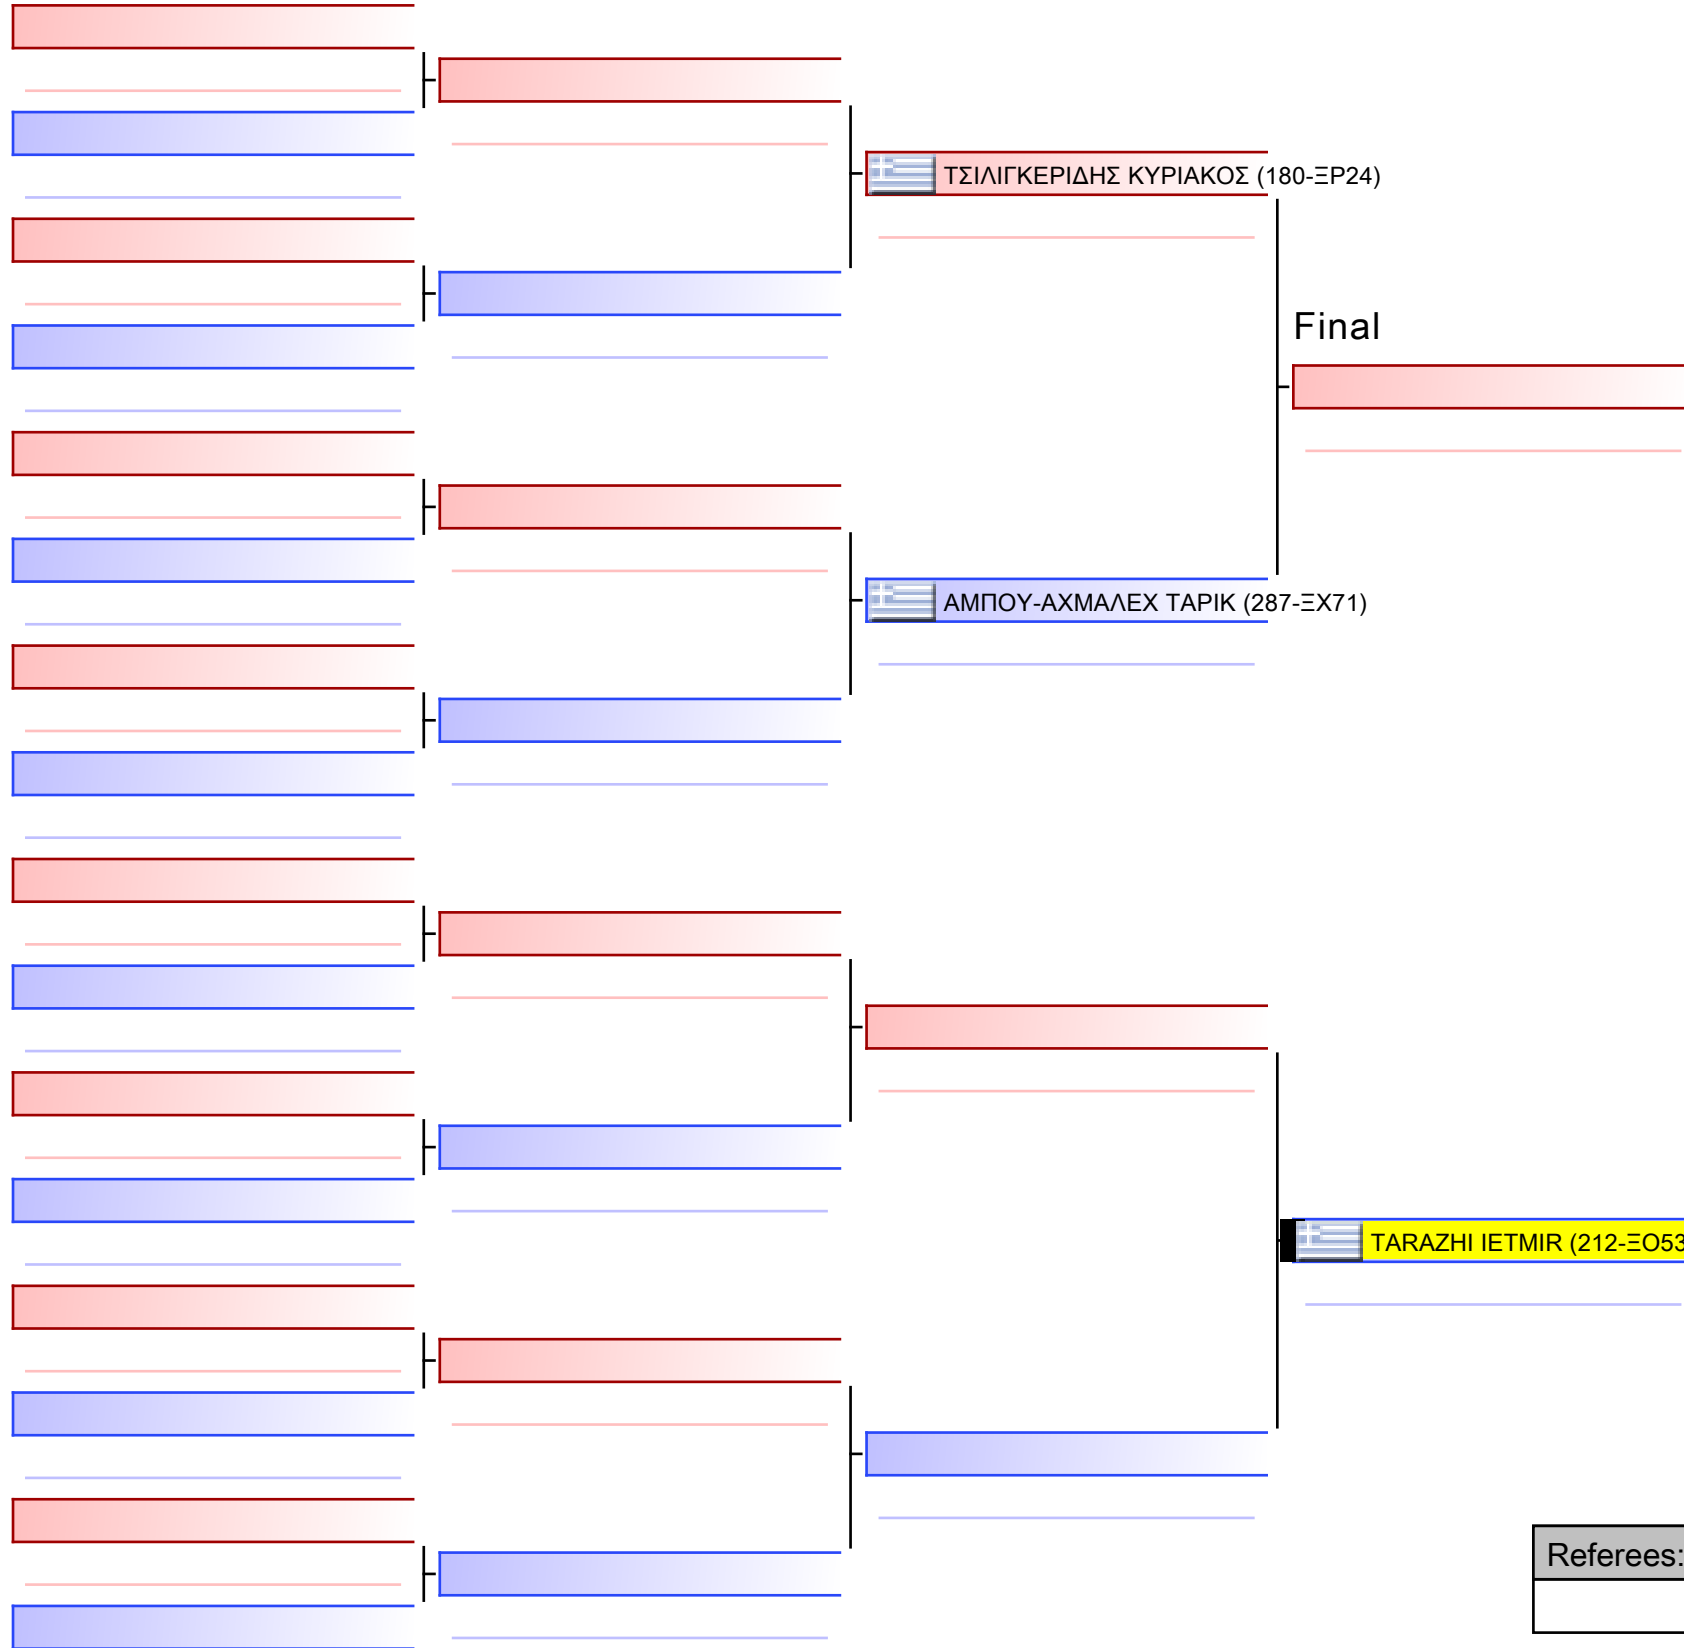 ΤΣΙΛΙΓΚΕΡΙΔΗΣ ΚΥΡΙΑΚΟΣ (180-ΞΡ24)
Final
ΑΜΠΟΥ-ΑΧΜΑΛΕΧ ΤΑΡΙΚ (287-ΞΧ71)
TARAZHI IETMIR (212-ΞΟ53
Referees: